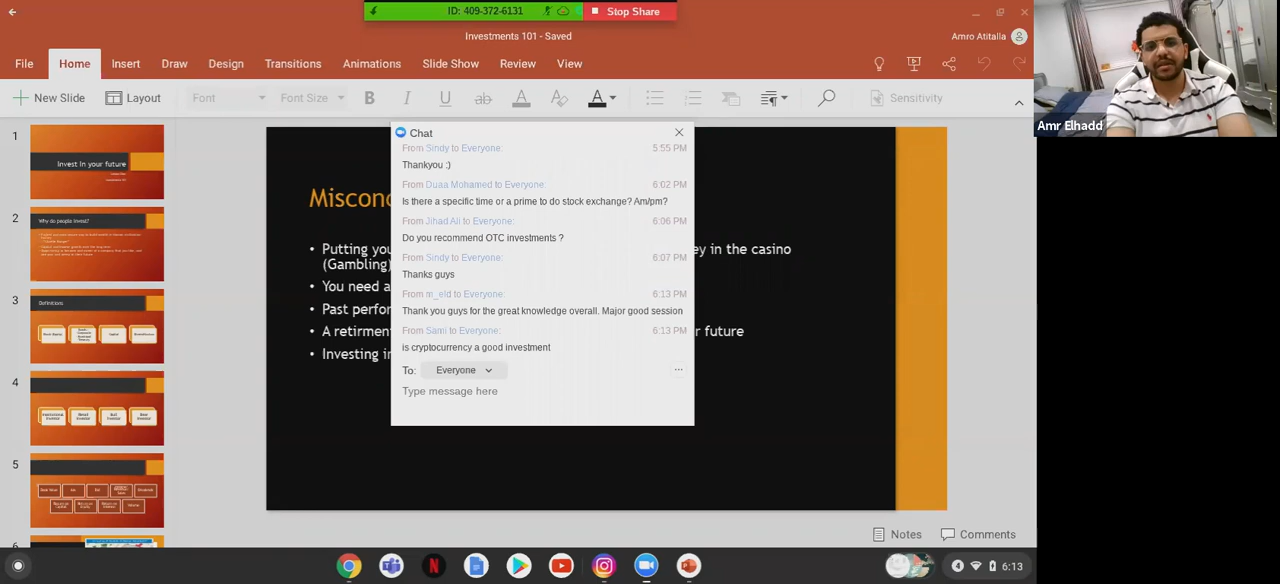 ID: 409-372-6131
Stop Share
Investments 101 - Saved
Amro Atitalla
File Home Insert Draw Design Transitions Animations Slide Show Review View
New Slide Layout Font Font Size B I U ab A A Sensitivity
Amr Elhadd
1
Invest in your future
2
Why do people invest?
3
Definitions
4
5
6
Miscon
• Putting you
ey in the casino
(Gambling)
• You need a
• Past perfor
• A retirmen
r future
• Investing i
Chat
From Sindy to Everyone: 5:55 PM
Thankyou :)
From Duaa Mohamed to Everyone: 6:02 PM
Is there a specific time or a prime to do stock exchange? Am/pm?
From Jihad Ali to Everyone: 6:06 PM
Do you recommend OTC investments ?
From Sindy to Everyone: 6:07 PM
Thanks guys
From m_eld to Everyone: 6:13 PM
Thank you guys for the great knowledge overall. Major good session
From Sami to Everyone: 6:13 PM
is cryptocurrency a good investment
To: Everyone
Type message here
Notes Comments
4 6:13